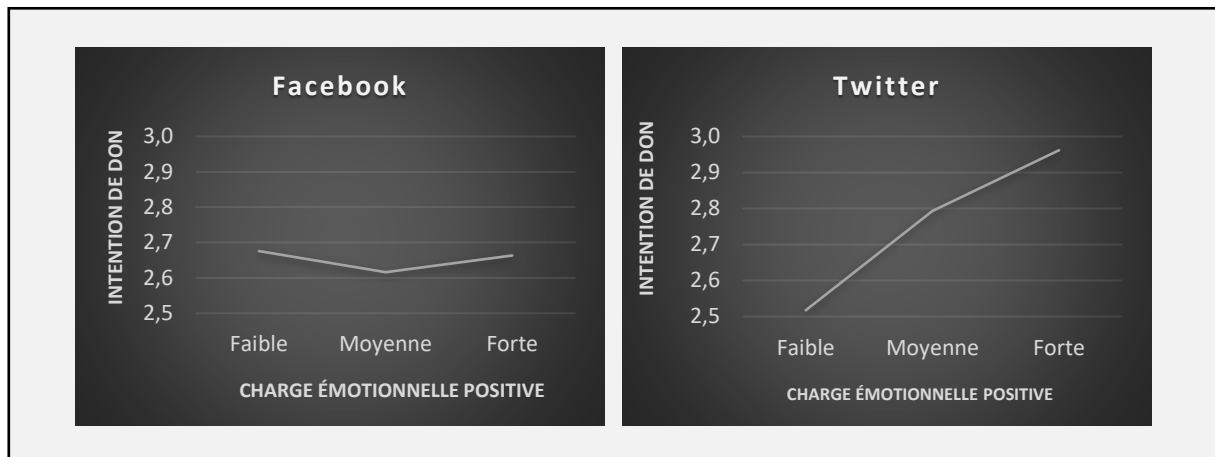 Facebook
INTENTION DE DON
3,0
2,9
2,8
2,7
2,6
2,5
Faible Moyenne Forte
CHARGE ÉMOTIONNELLE POSITIVE
Twitter
INTENTION DE DON
3,0
2,9
2,8
2,7
2,6
2,5
Faible Moyenne Forte
CHARGE ÉMOTIONNELLE POSITIVE